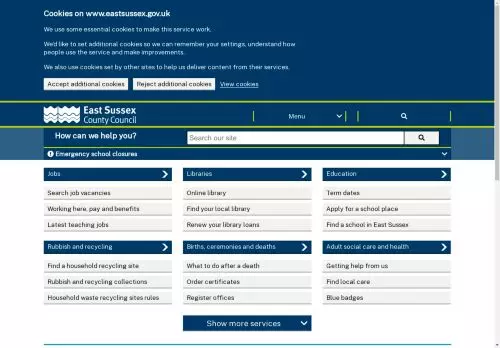 Cookies on www.eastsussex.gov.uk
We use some essential cookies to make this service work.
We'd like to set additional cookies so we can remember your settings, understand how
people use the service and make improvements.
We also use cookies set by other sites to help us deliver content from their services.
Accept additional cookies Reject additional cookies View cookies
East Sussex
County Council
Menu
How can we help you? Search our site
Emergency school closures
Jobs Libraries Education
Search job vacancies Online library Term dates
Working here, pay and benefits Find your local library Apply for a school place
Latest teaching jobs Renew your library loans Find a school in East Sussex
Rubbish and recycling Births, ceremonies and deaths Adult social care and health
Find a household recycling site What to do after a death Getting help from us
Rubbish and recycling collections Order certificates Find local care
Household waste recycling sites rules Register offices Blue badges
Show more services